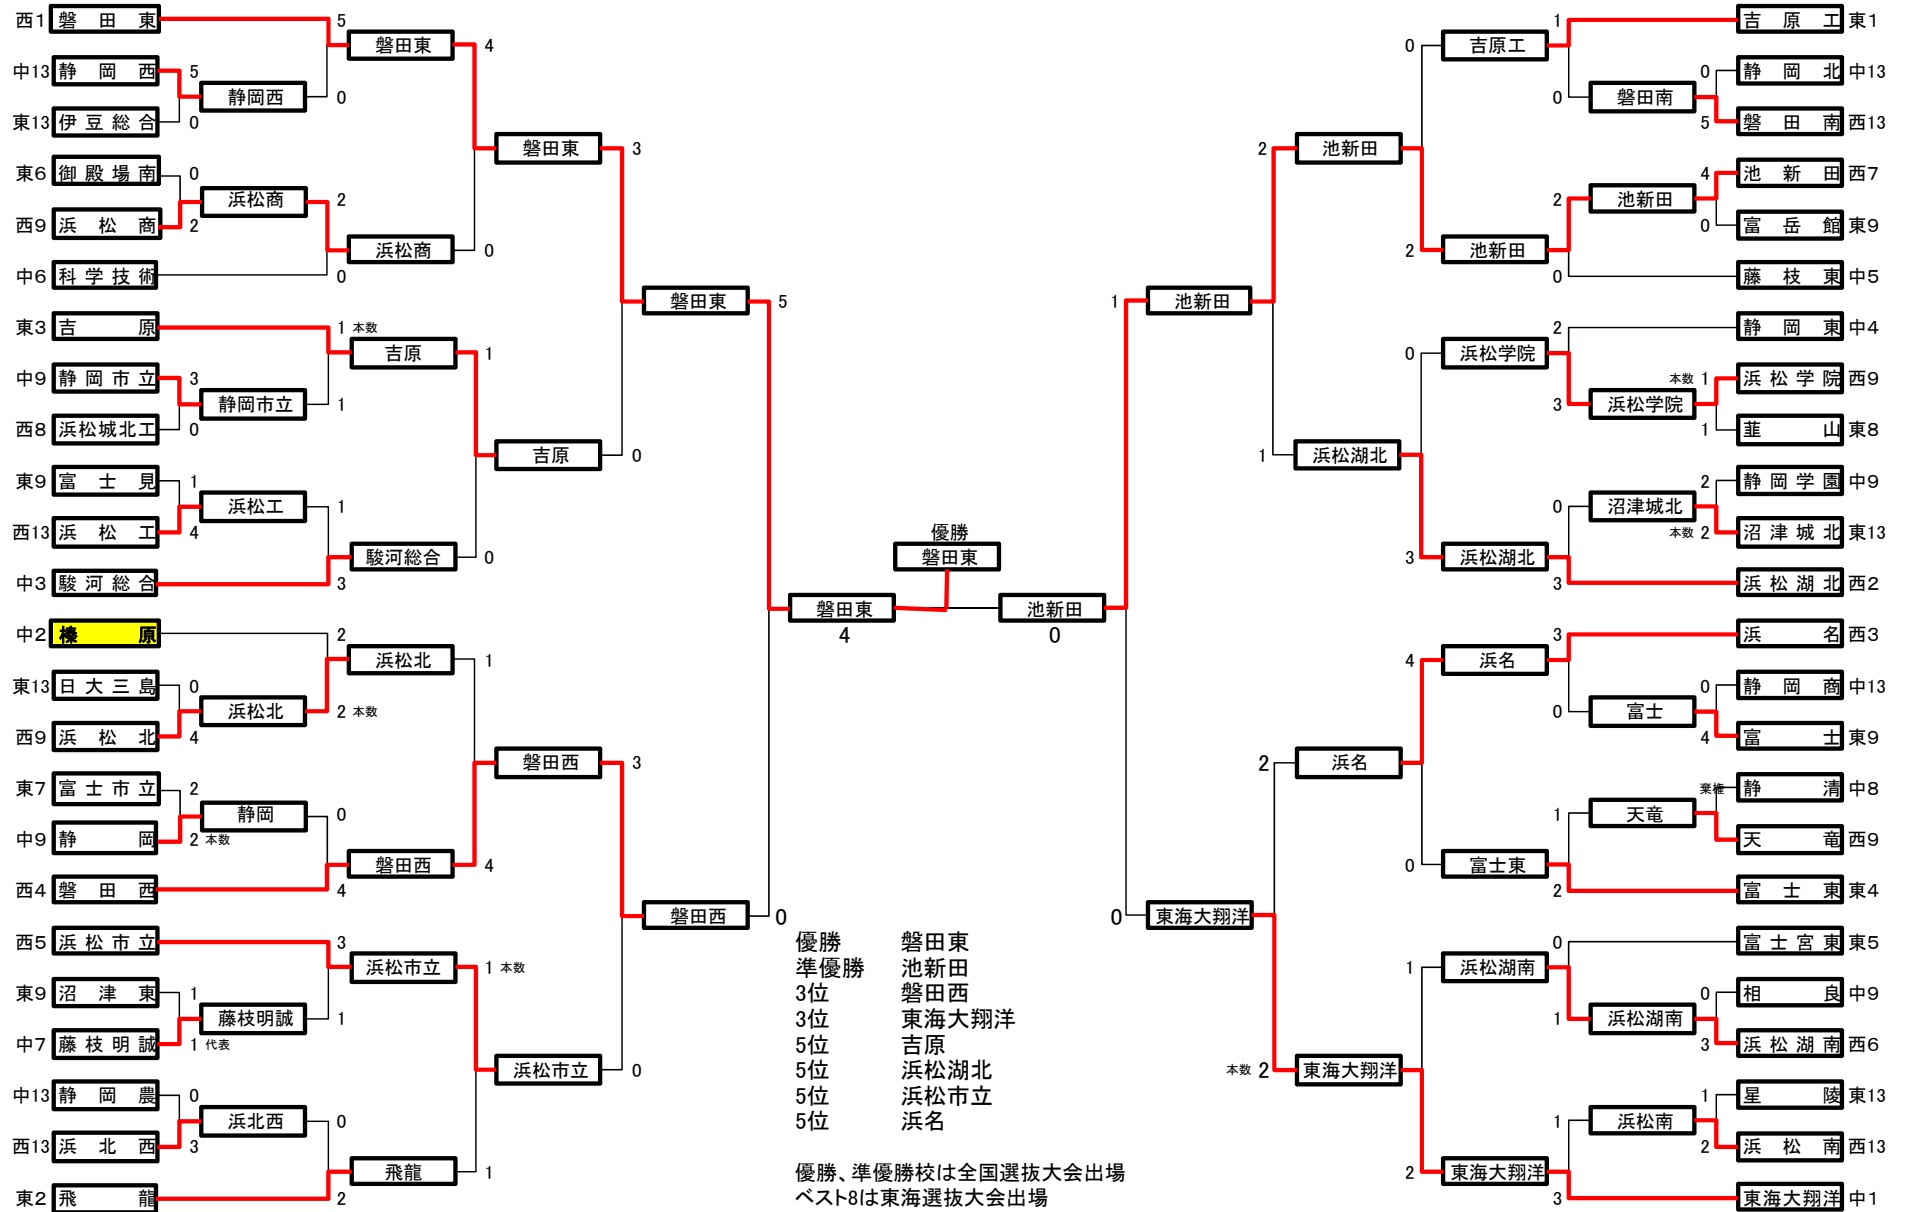 西1 磐田東 5
磐田東 4
中13 静岡西 5
静岡西 0
東13 伊豆総合 0
磐田東 3
東6 御殿場南 0
浜松商 2
西9 浜松商 2
浜松商 0
中6 科学技術 0
磐田東 5
東3 吉原 1 本数
吉原 1
中9 静岡市立 3
静岡市立 1
西8 浜松城北工 0
吉原 0
東9 富士見 1
浜松工 1
西13 浜松工 4
駿河総合 0
中3 駿河総合 3
磐田東
4
中2 榛原 2
浜松北 1
東13 日大三島 0
浜松北 2 本数
西9 浜松北 4
磐田西 3
東7 富士市立 2
静岡 0
中9 静岡 2 本数
磐田西 4
西4 磐田西 4
磐田西 0
西5 浜松市立 3
浜松市立 1 本数
東9 沼津東 1
藤枝明誠 1
中7 藤枝明誠 1 代表
浜松市立 0
中13 静岡農 0
浜北西 0
西13 浜北西 3
飛龍 1
東2 飛龍 2
優勝
磐田東
1 吉原工 東1
0 吉原工
0 静岡北 中13
0 磐田南
5 磐田南 西13
2 池新田
4 池新田 西7
2 池新田
0 富岳館 東9
2 池新田
0 藤枝東 中5
1 池新田
2 静岡東 中4
0 浜松学院
本数 1 浜松学院 西9
3 浜松学院
1 韮山 東8
1 浜松湖北
2 静岡学園 中9
0 沼津城北
本数 2 沼津城北 東13
3 浜松湖北
3 浜松湖北 西2
池新田
0
3 浜名 西3
4 浜名
0 静岡商 中13
0 富士
4 富士 東9
2 浜名
棄権 静清 中8
1 天竜
天竜 西9
0 富士東
2 富士東 東4
0 東海大翔洋
0 富士宮東 東5
1 浜松湖南
0 相良 中9
1 浜松湖南
3 浜松湖南 西6
本数 2 東海大翔洋
1 星陵 東13
1 浜松南
2 浜松南 西13
2 東海大翔洋
3 東海大翔洋 中1
優勝 磐田東
準優勝 池新田
3位 磐田西
3位 東海大翔洋
5位 吉原
5位 浜松湖北
5位 浜松市立
5位 浜名
優勝、準優勝校は全国選抜大会出場
ベスト8は東海選抜大会出場